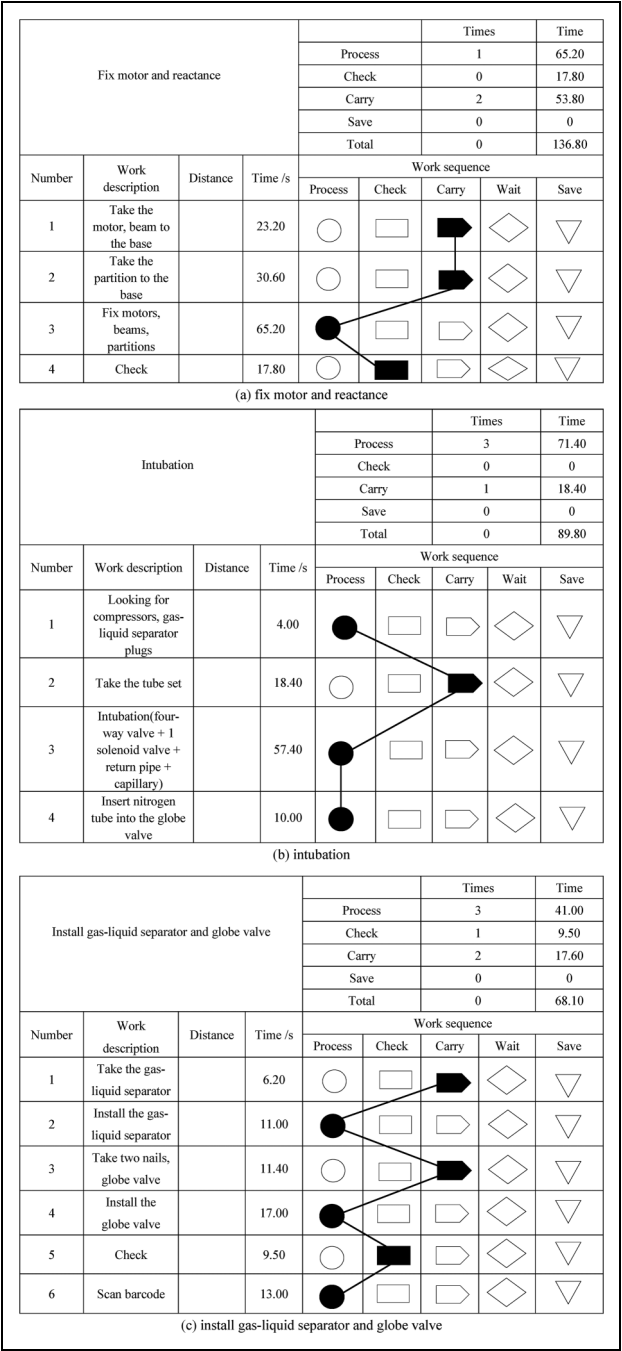 Fix motor and reactance
Times Time
Process 1 65.20
Check 0 17.80
Carry 2 53.80
Save 0 0
Total 0 136.80
Number Work description Distance Time /s Work sequence
Process Check Carry Wait Save
1 Take the motor, beam to the base 23.20
2 Take the partition to the base 30.60
3 Fix motors, beams, partitions 65.20
4 Check 17.80
(a) fix motor and reactance
Intubation
Times Time
Process 3 71.40
Check 0 0
Carry 1 18.40
Save 0 0
Total 0 89.80
Number Work description Distance Time /s Work sequence
Process Check Carry Wait Save
1 Looking for compressors, gas-liquid separator plugs 4.00
2 Take the tube set 18.40
3 Intubation(four-way valve + 1 solenoid valve + return pipe + capillary) 57.40
4 Insert nitrogen tube into the globe valve 10.00
(b) intubation
Install gas-liquid separator and globe valve
Times Time
Process 3 41.00
Check 1 9.50
Carry 2 17.60
Save 0 0
Total 0 68.10
Number Work description Distance Time /s Work sequence
Process Check Carry Wait Save
1 Take the gas-liquid separator 6.20
2 Install the gas-liquid separator 11.00
3 Take two nails, globe valve 11.40
4 Install the globe valve 17.00
5 Check 9.50
6 Scan barcode 13.00
(c) install gas-liquid separator and globe valve